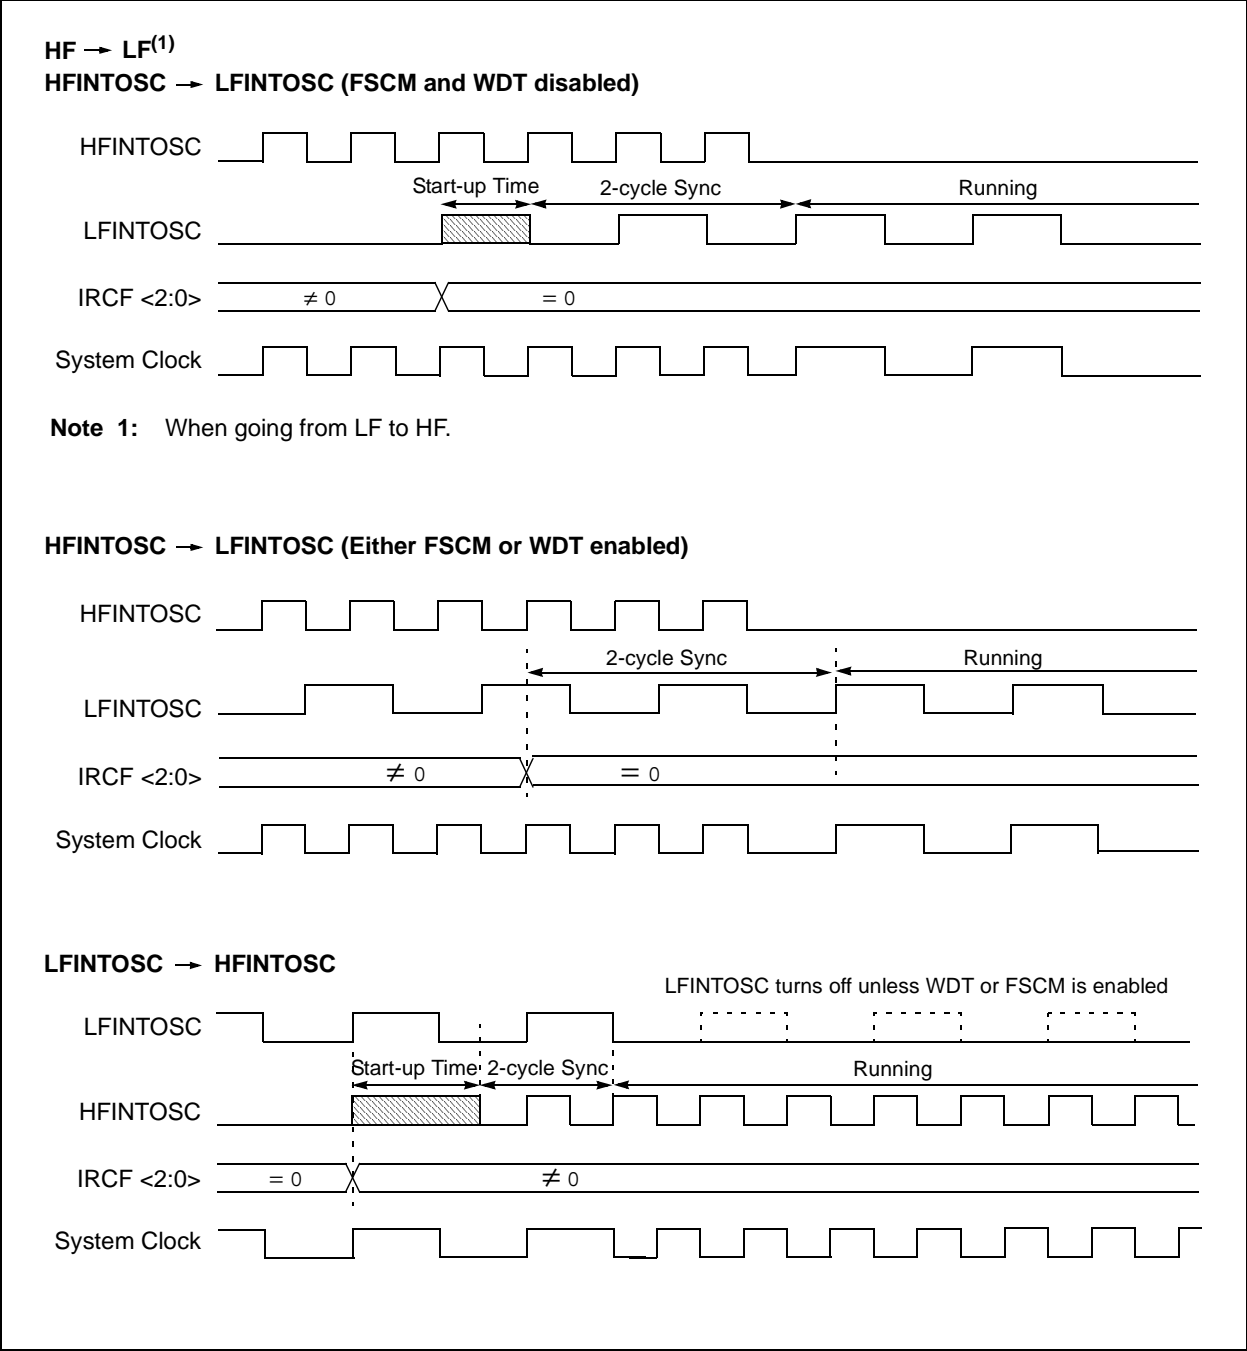 HF → LF(1)
HFINTOSC → LFINTOSC (FSCM and WDT disabled)
HFINTOSC
Start-up Time 2-cycle Sync Running
LFINTOSC
IRCF <2:0> ≠ 0 = 0
System Clock
Note 1: When going from LF to HF.
HFINTOSC → LFINTOSC (Either FSCM or WDT enabled)
HFINTOSC
2-cycle Sync Running
LFINTOSC
IRCF <2:0> ≠ 0 = 0
System Clock
LFINTOSC → HFINTOSC
LFINTOSC turns off unless WDT or FSCM is enabled
LFINTOSC
Start-up Time 2-cycle Sync Running
HFINTOSC
IRCF <2:0> = 0 ≠ 0
System Clock